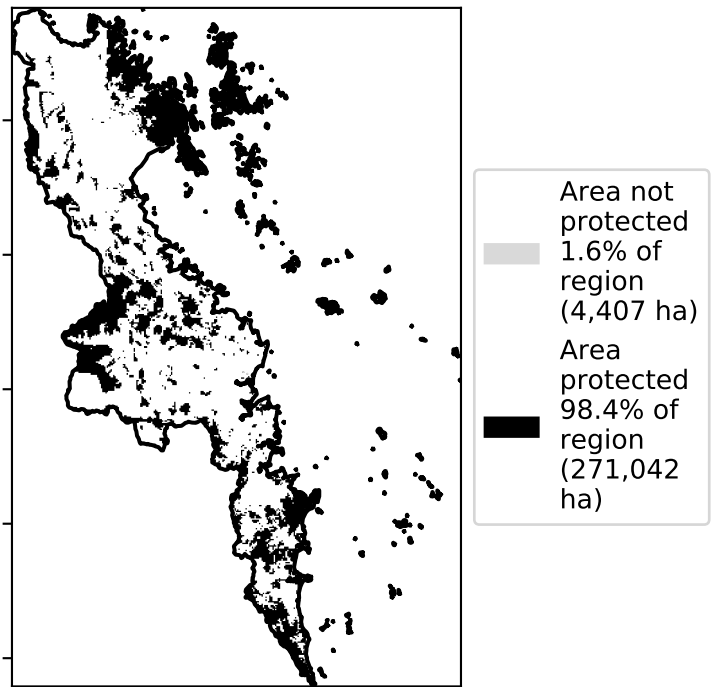 Area not
protected
1.6% of
region
(4,407 ha)
Area
protected
98.4% of
region
(271,042
ha)